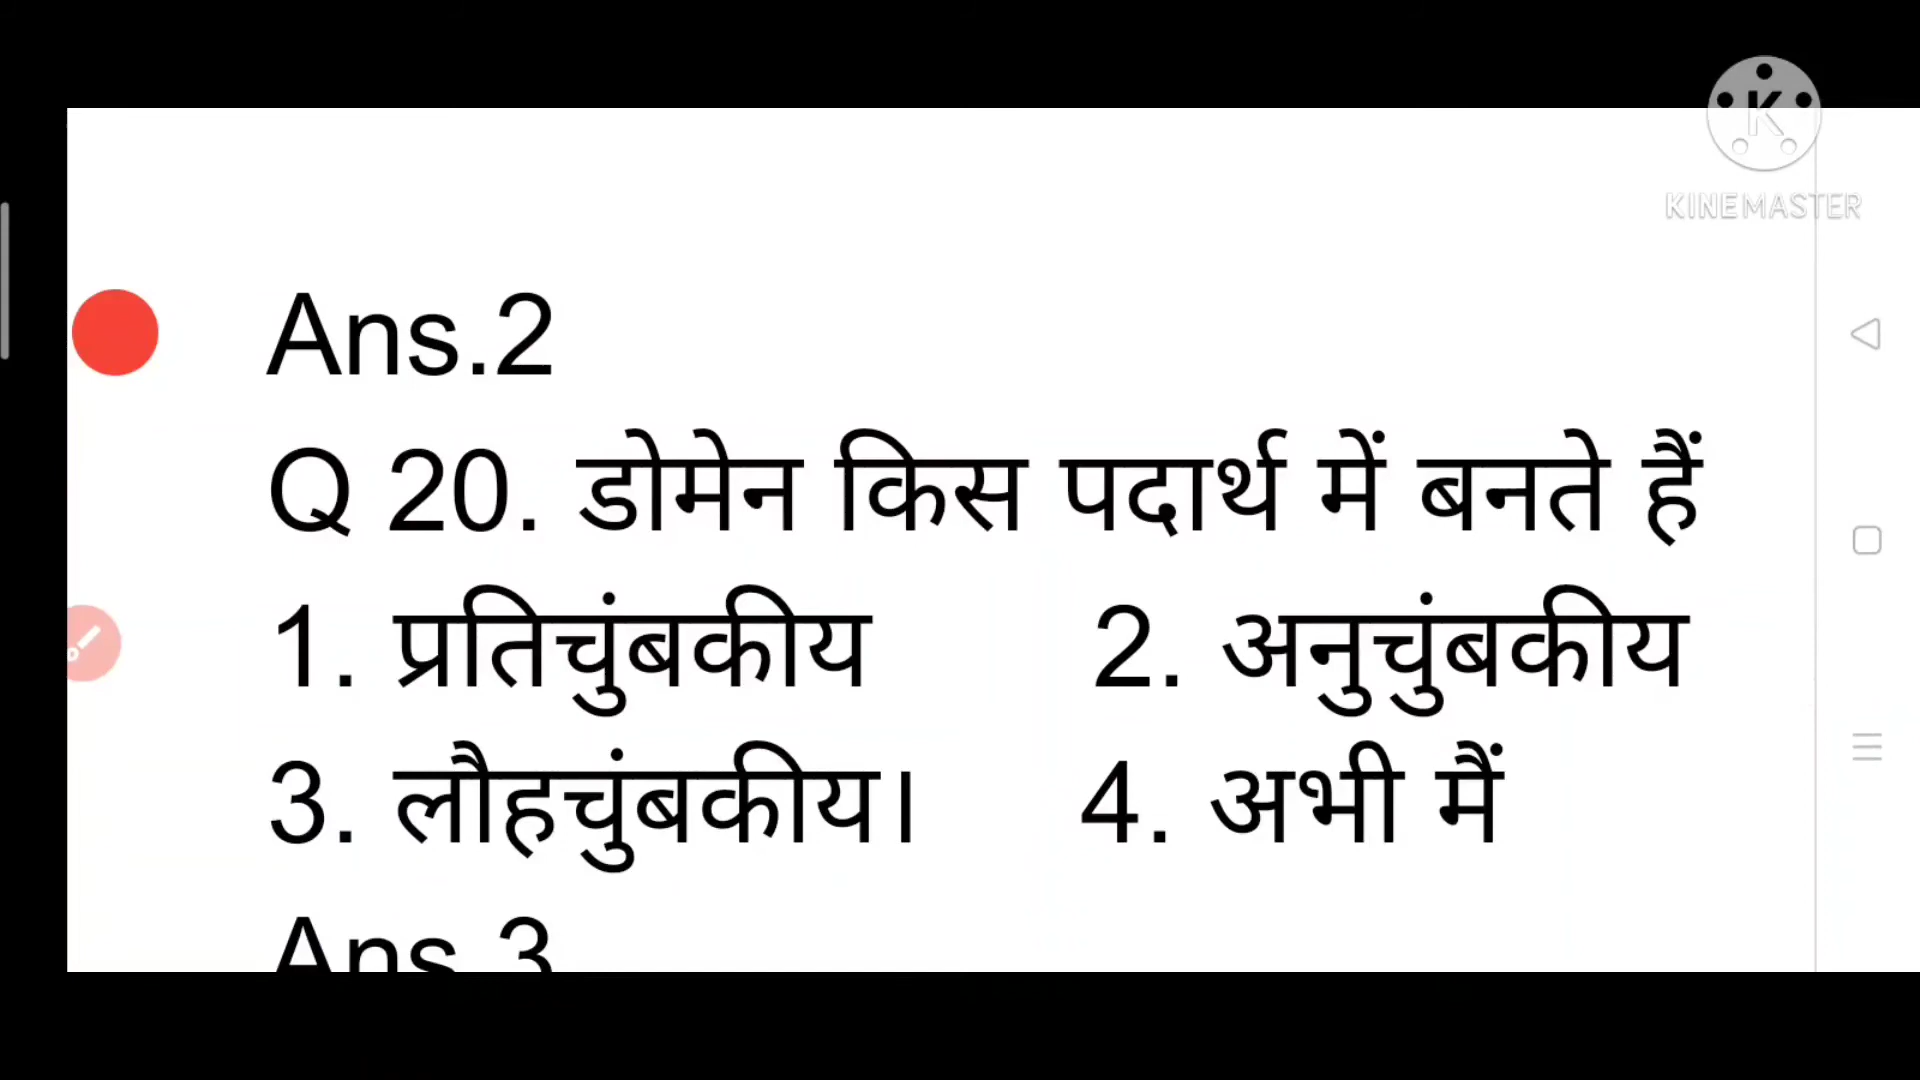 KINEMASTER
Ans.2
Q 20. डोमेन किस पदार्थ में बनते हैं
1. प्रतिचुंबकीय 2. अनुचुंबकीय
3. लौहचुंबकीय। 4. अभी मैं
Ans.3